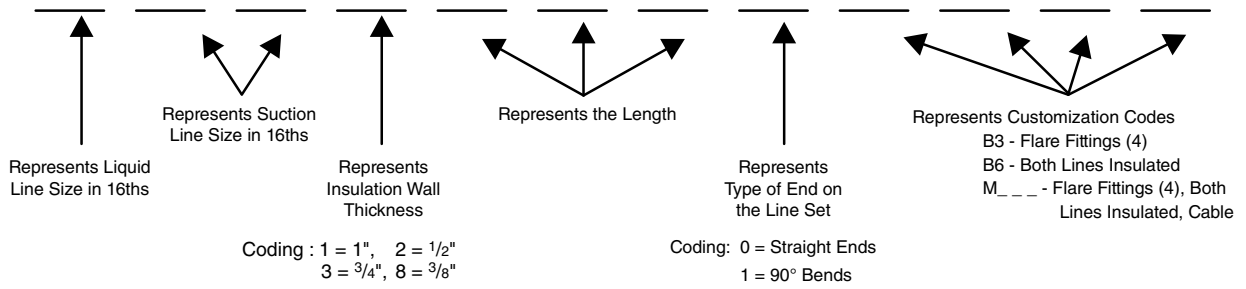 Represents Suction
Line Size in 16ths
Represents the Length
Represents Customization Codes
B3 - Flare Fittings (4)
B6 - Both Lines Insulated
M_ _ _ - Flare Fittings (4), Both
Lines Insulated, Cable
Represents Liquid
Line Size in 16ths
Represents
Insulation Wall
Thickness
Coding : 1 = 1", 2 = 1/2"
3 = 3/4", 8 = 3/8"
Represents
Type of End on
the Line Set
Coding: 0 = Straight Ends
1 = 90° Bends